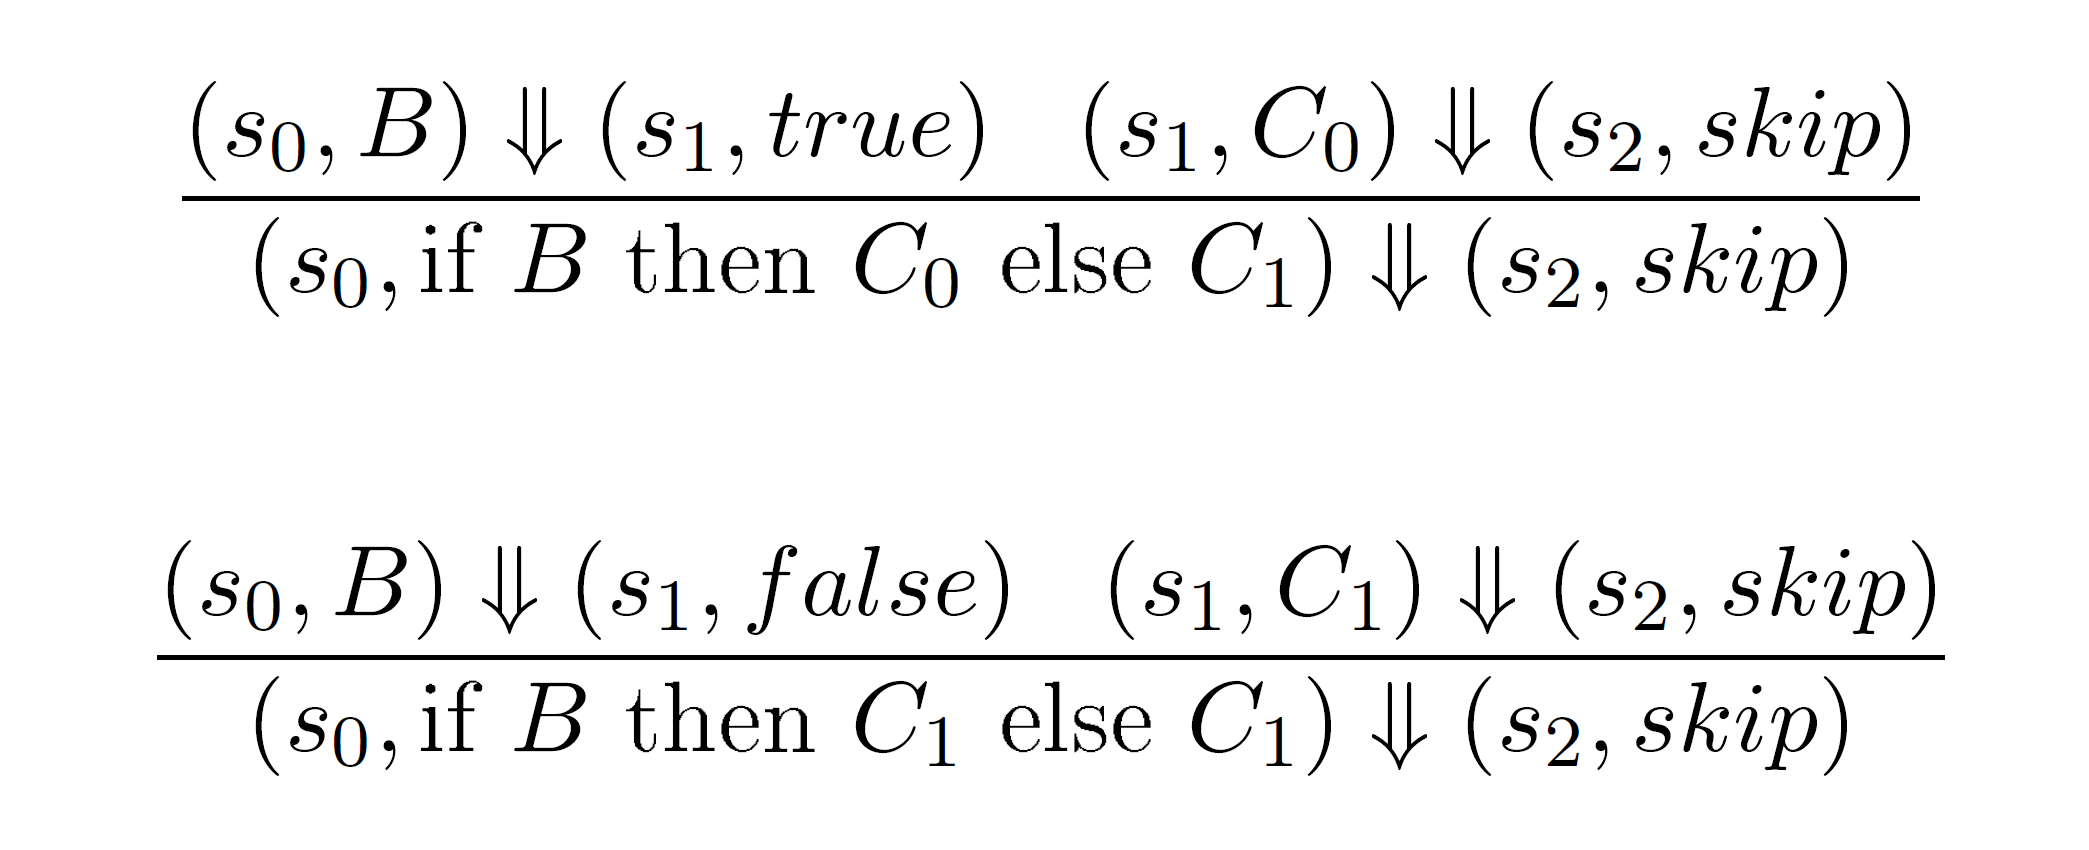 (s₀, B) ⇓ (s₁, true) (s₁, C₀) ⇓ (s₂, skip)
(s₀, if B then C₀ else C₁) ⇓ (s₂, skip)
(s₀, B) ⇓ (s₁, false) (s₁, C₁) ⇓ (s₂, skip)
(s₀, if B then C₁ else C₁) ⇓ (s₂, skip)